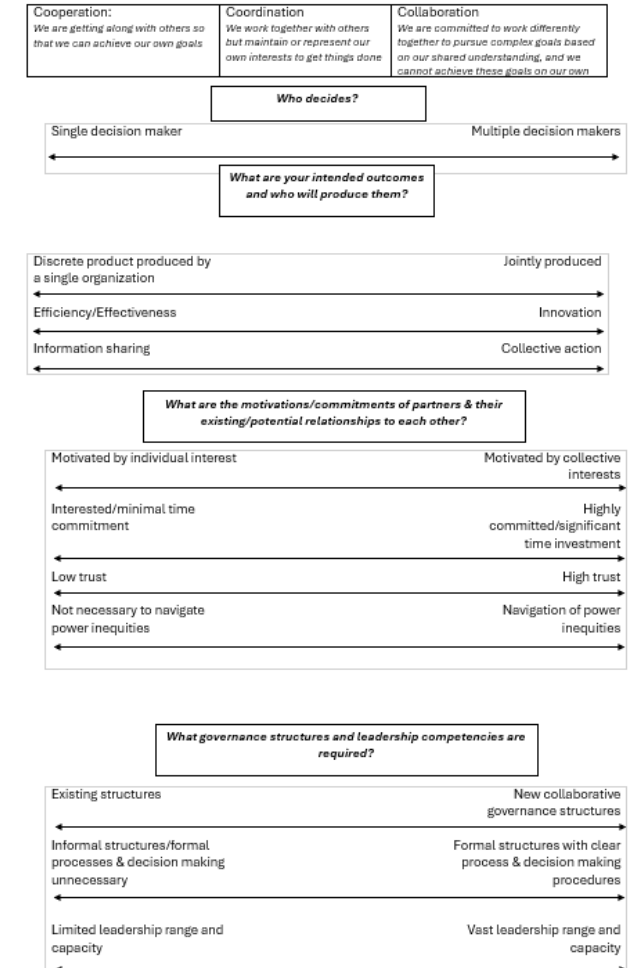 Cooperation:
We are getting along with others so
that we can achieve our own goals
Coordination
We work together with others
but maintain or represent our
own interests to get things done
Collaboration
We are committed to work differently
together to pursue complex goals based
on our shared understanding, and we
cannot achieve these goals on our own
Who decides?
Single decision maker
Multiple decision makers
What are your intended outcomes
and who will produce them?
Discrete product produced by
a single organization
Jointly produced
Efficiency/Effectiveness
Innovation
Information sharing
Collective action
What are the motivations/commitments of partners & their
existing/potential relationships to each other?
Motivated by individual interest
Motivated by collective
interests
Interested/minimal time
commitment
Highly
committed/significant
time investment
Low trust
High trust
Not necessary to navigate
power inequities
Navigation of power
inequities
What governance structures and leadership competencies are
required?
Existing structures
New collaborative
governance structures
Informal structures/formal
processes & decision making
unnecessary
Formal structures with clear
process & decision making
procedures
Limited leadership range and
capacity
Vast leadership range and
capacity